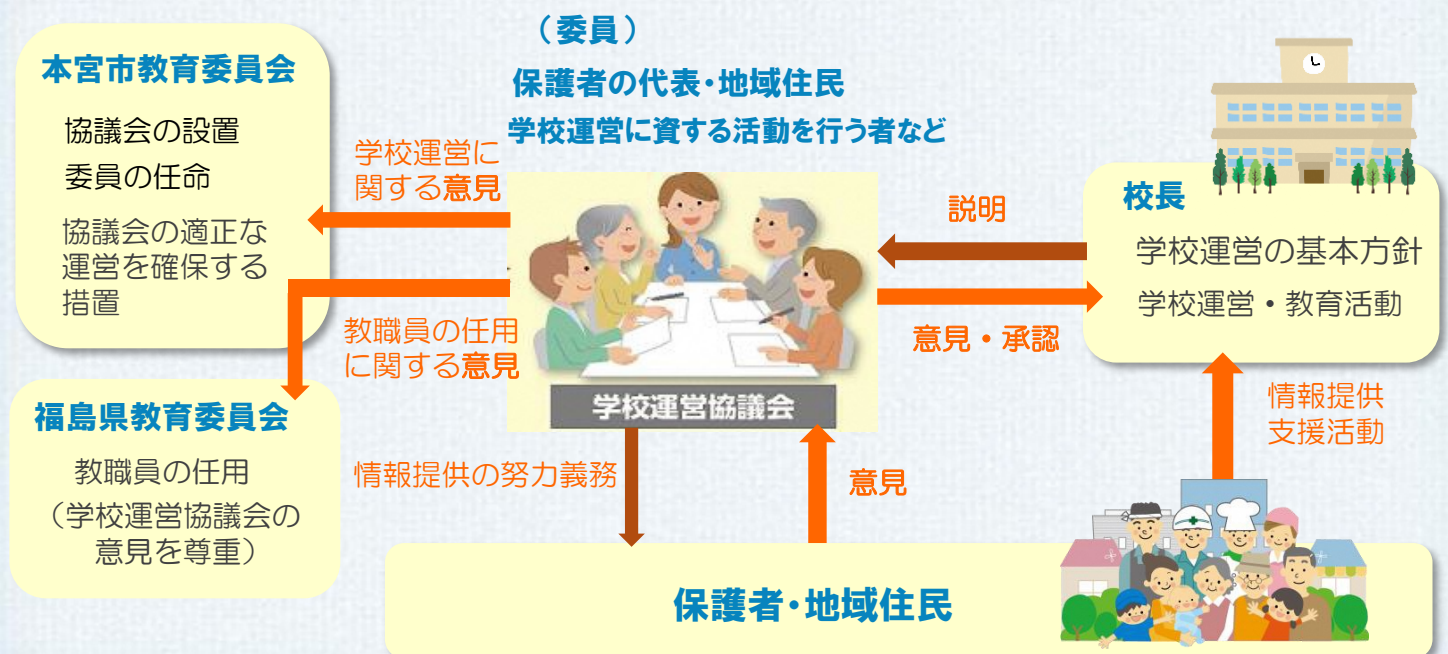 本宮市教育委員会
協議会の設置
委員の任命
協議会の適正な
運営を確保する
措置
学校運営に
関する意見
教職員の任用
に関する意見
福島県教育委員会
教職員の任用
（学校運営協議会の
意見を尊重）
（委員）
保護者の代表・地域住民
学校運営に資する活動を行う者など
学校運営協議会
説明
意見・承認
校長
学校運営の基本方針
学校運営・教育活動
情報提供の努力義務
意見
情報提供
支援活動
保護者・地域住民